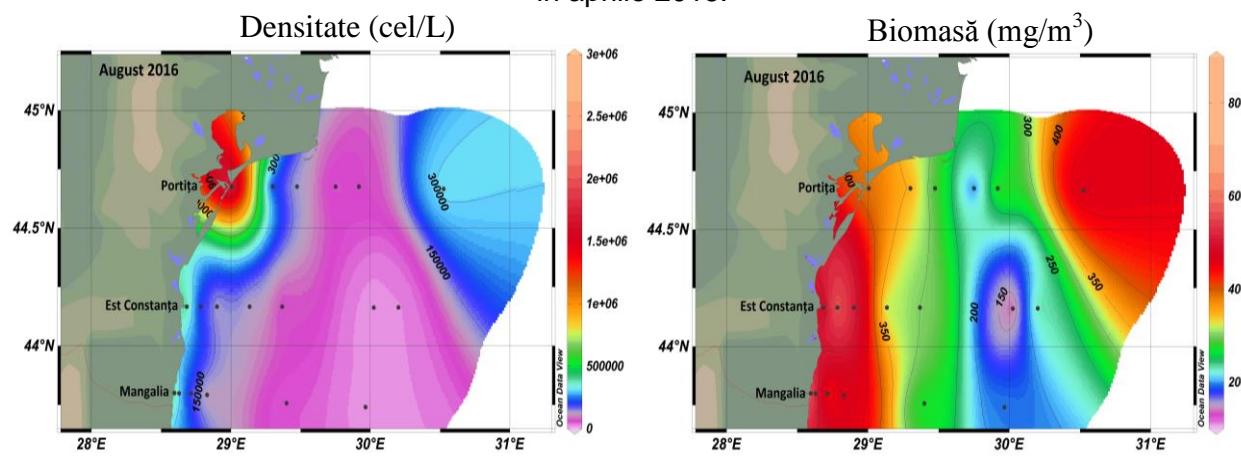 Densitate (cel/L)
Biomasă (mg/m³)
August 2016
August 2016
3e+06
2.5e+06
2e+06
1.5e+06
1e+06
500000
0
80
60
40
20
45°N
44.5°N
44°N
45°N
44.5°N
44°N
Portița
Est Constanța
Mangalia
Portița
Est Constanța
Mangalia
300
300000
150000
150000
300
400
350
250
200
150
350
28°E
29°E
30°E
31°E
28°E
29°E
30°E
31°E
Ocean Data View
Ocean Data View